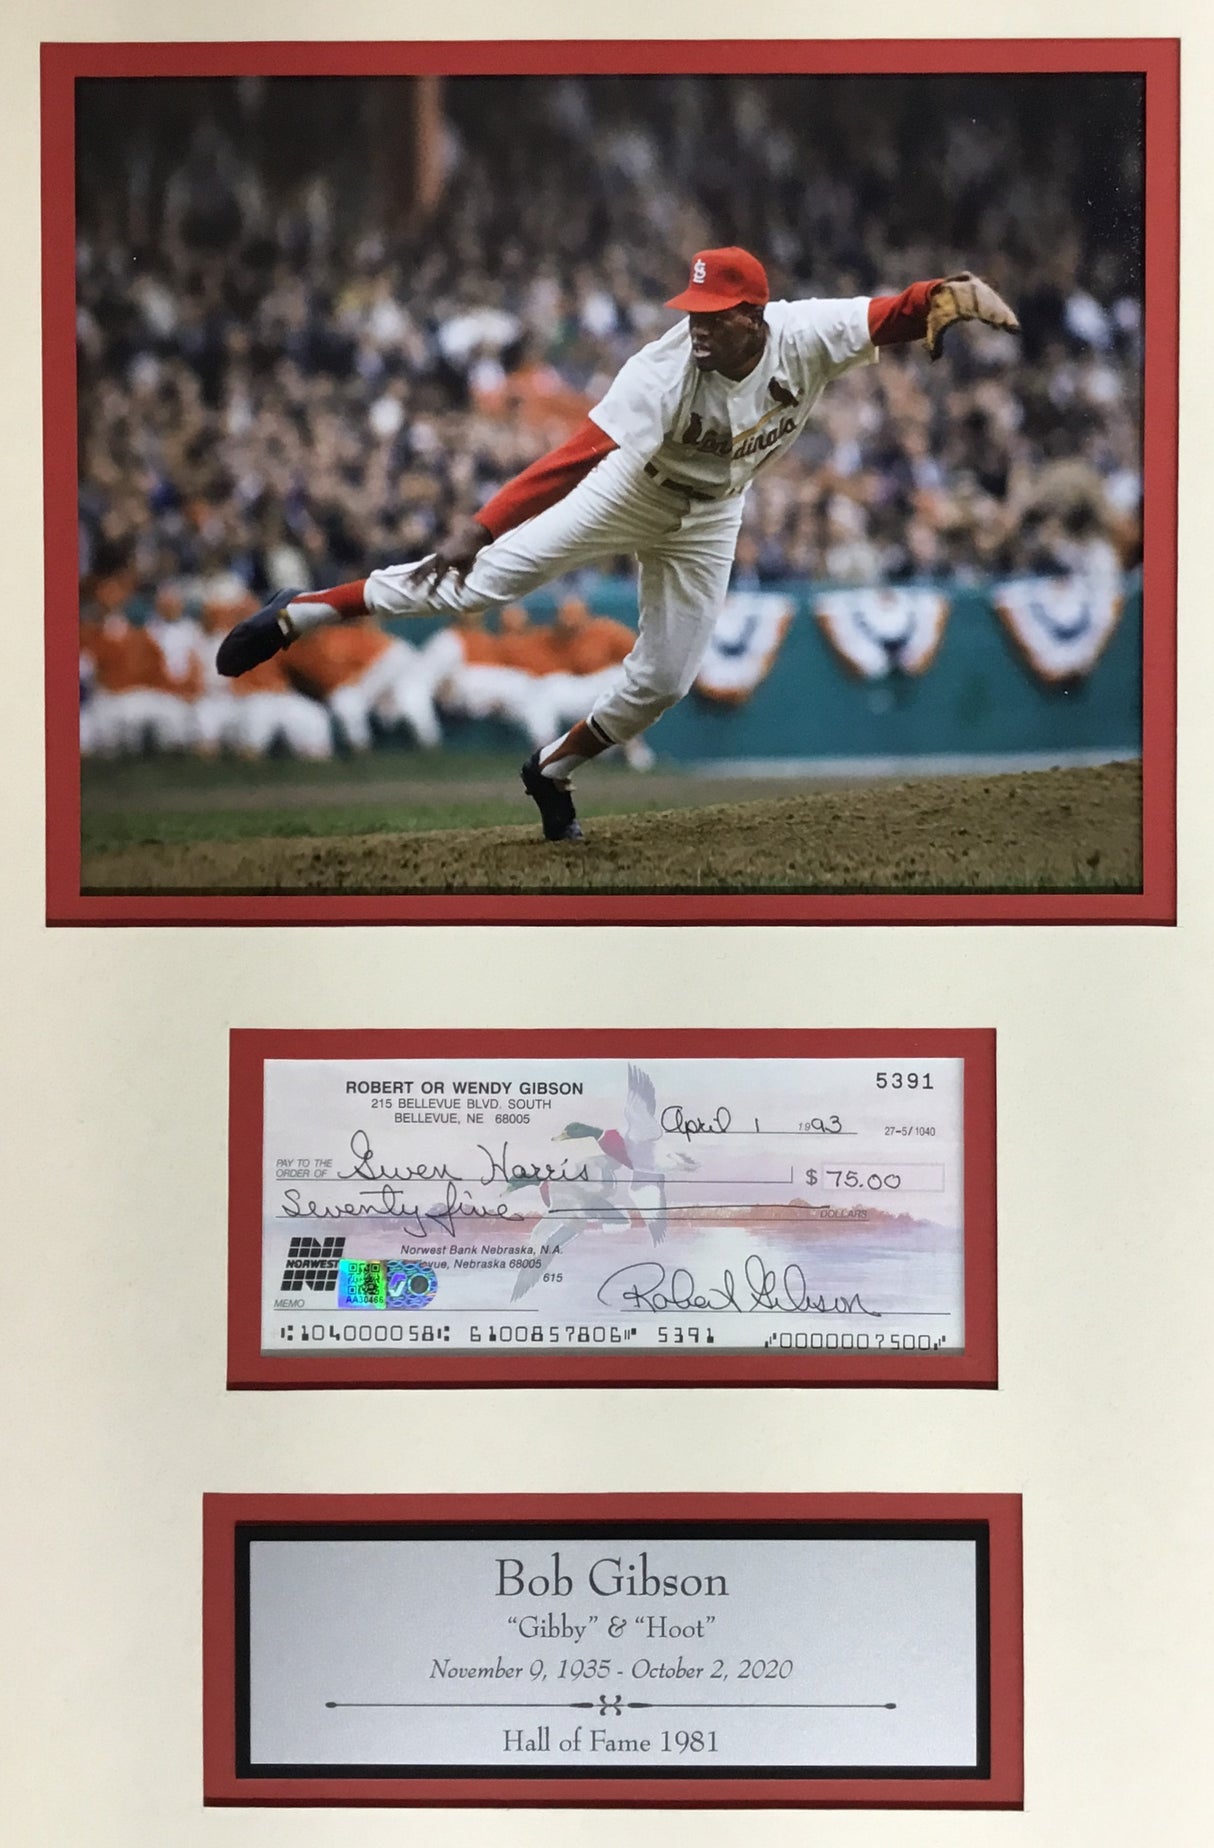 STL
Cardinals
ROBERT OR WENDY GIBSON
215 BELLEVUE BLVD. SOUTH
BELLEVUE, NE 68005
5391
April 1 1993
27-5/1040
PAY TO THE
ORDER OF Gwen Harris $ 75.00
Seventy five DOLLARS
NORWEST
Norwest Bank Nebraska, N.A.
evue, Nebraska 68005
615
AA30466
MEMO
Robert Gibson
⑆104000058⑆ 6100857806⑈ 5391 ⑈0000007500⑈
Bob Gibson
“Gibby” & “Hoot”
November 9, 1935 - October 2, 2020
Hall of Fame 1981